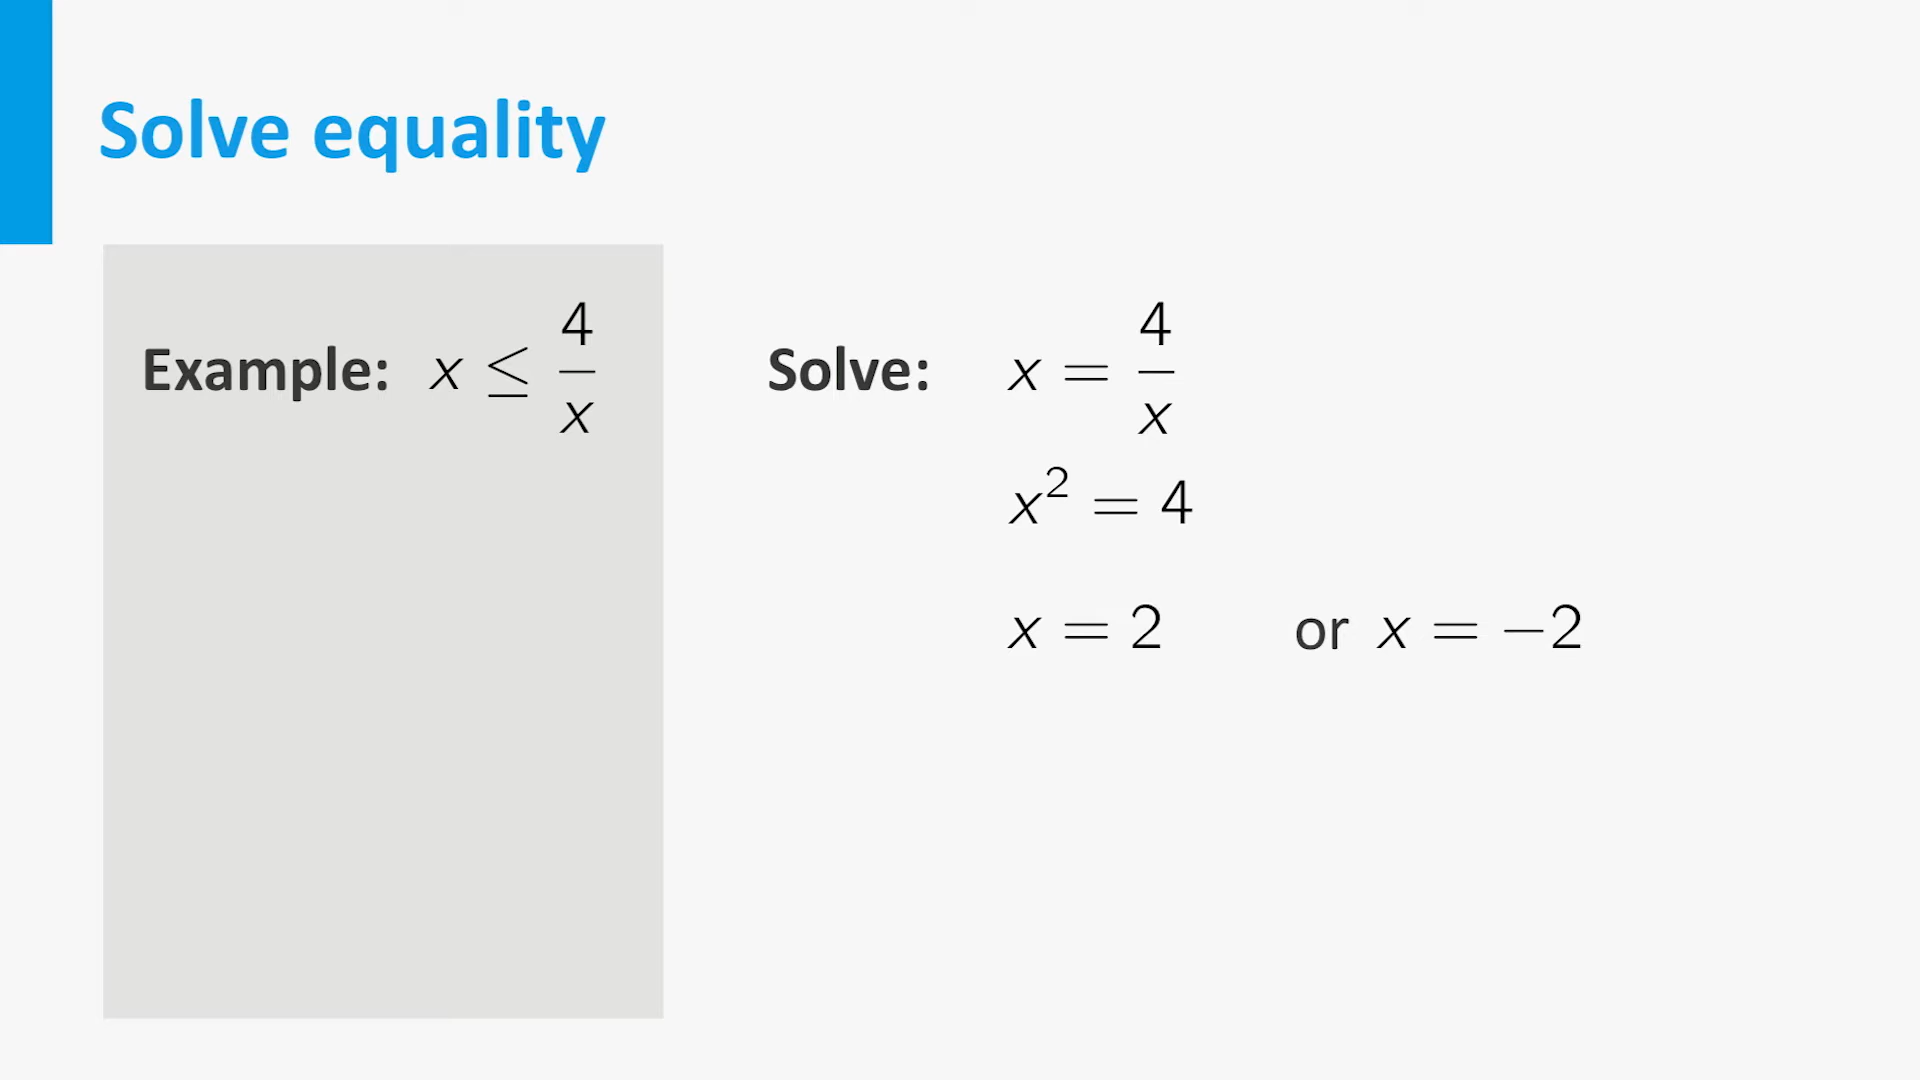 Solve equality
Example: x ≤ 4/x
Solve: x = 4/x
x² = 4
x = 2 or x = −2